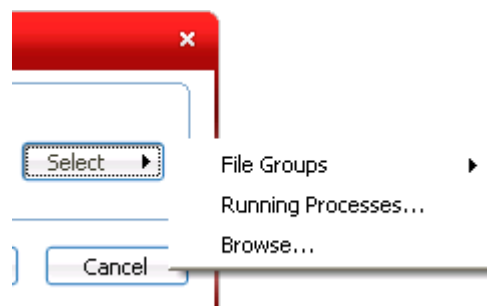 Select
File Groups
Running Processes...
Browse...
Cancel